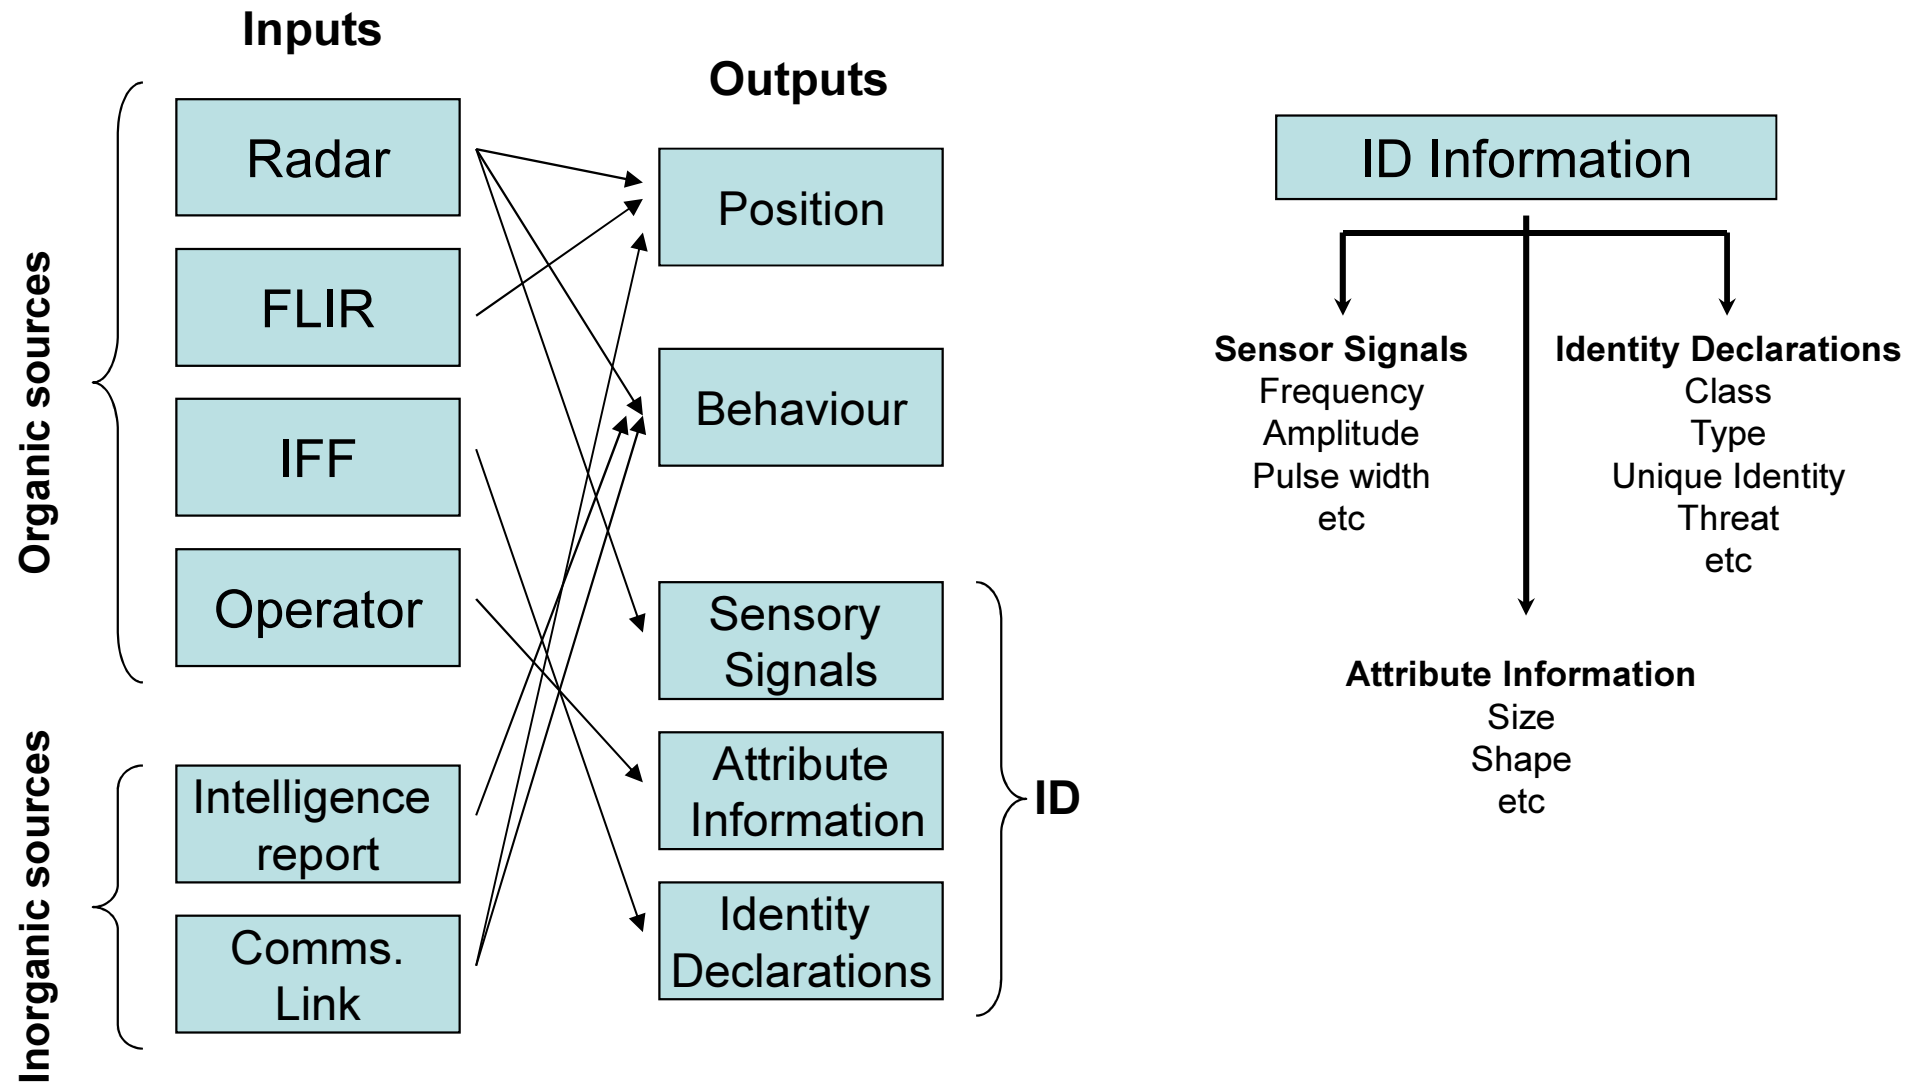 Inputs
Outputs
Organic sources
Radar
FLIR
IFF
Operator
Inorganic sources
Intelligence
report
Comms.
Link
Position
Behaviour
Sensory
Signals
Attribute
Information
Identity
Declarations
ID
ID Information
Sensor Signals
Frequency
Amplitude
Pulse width
etc
Identity Declarations
Class
Type
Unique Identity
Threat
etc
Attribute Information
Size
Shape
etc